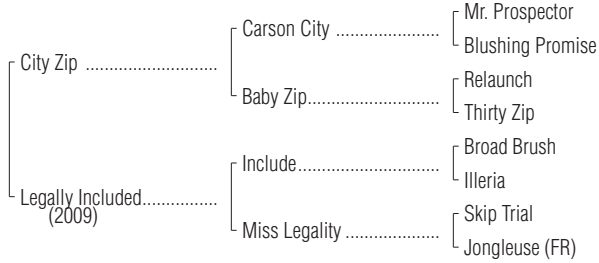 Mr. Prospector
Carson City ..................
Blushing Promise
City Zip .......................
Relaunch
Baby Zip.......................
Thirty Zip
Broad Brush
Include.........................
Illeria
Legally Included.............
(2009)
Skip Trial
Miss Legality ................
Jongleuse (FR)